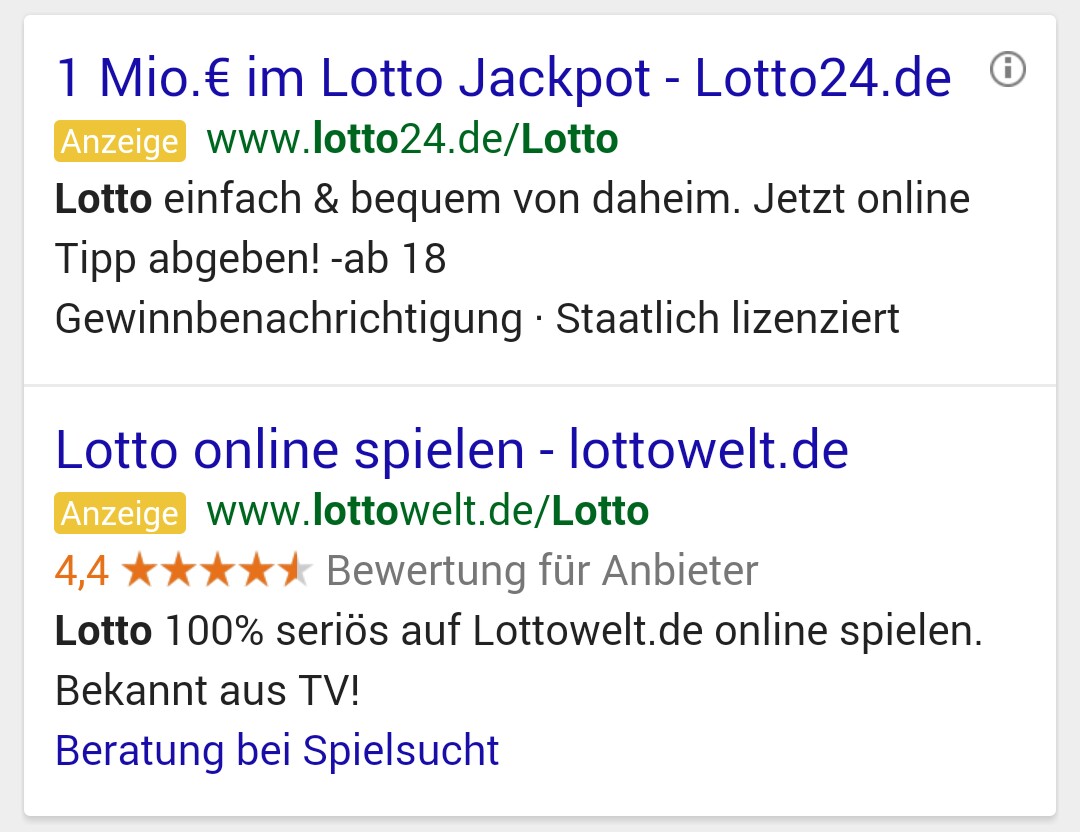 1 Mio.€ im Lotto Jackpot - Lotto24.de
Anzeige www.lotto24.de/Lotto
Lotto einfach & bequem von daheim. Jetzt online
Tipp abgeben! -ab 18
Gewinnbenachrichtigung · Staatlich lizenziert
Lotto online spielen - lottowelt.de
Anzeige www.lottowelt.de/Lotto
4,4 ★★★★★ Bewertung für Anbieter
Lotto 100% seriös auf Lottowelt.de online spielen.
Bekannt aus TV!
Beratung bei Spielsucht